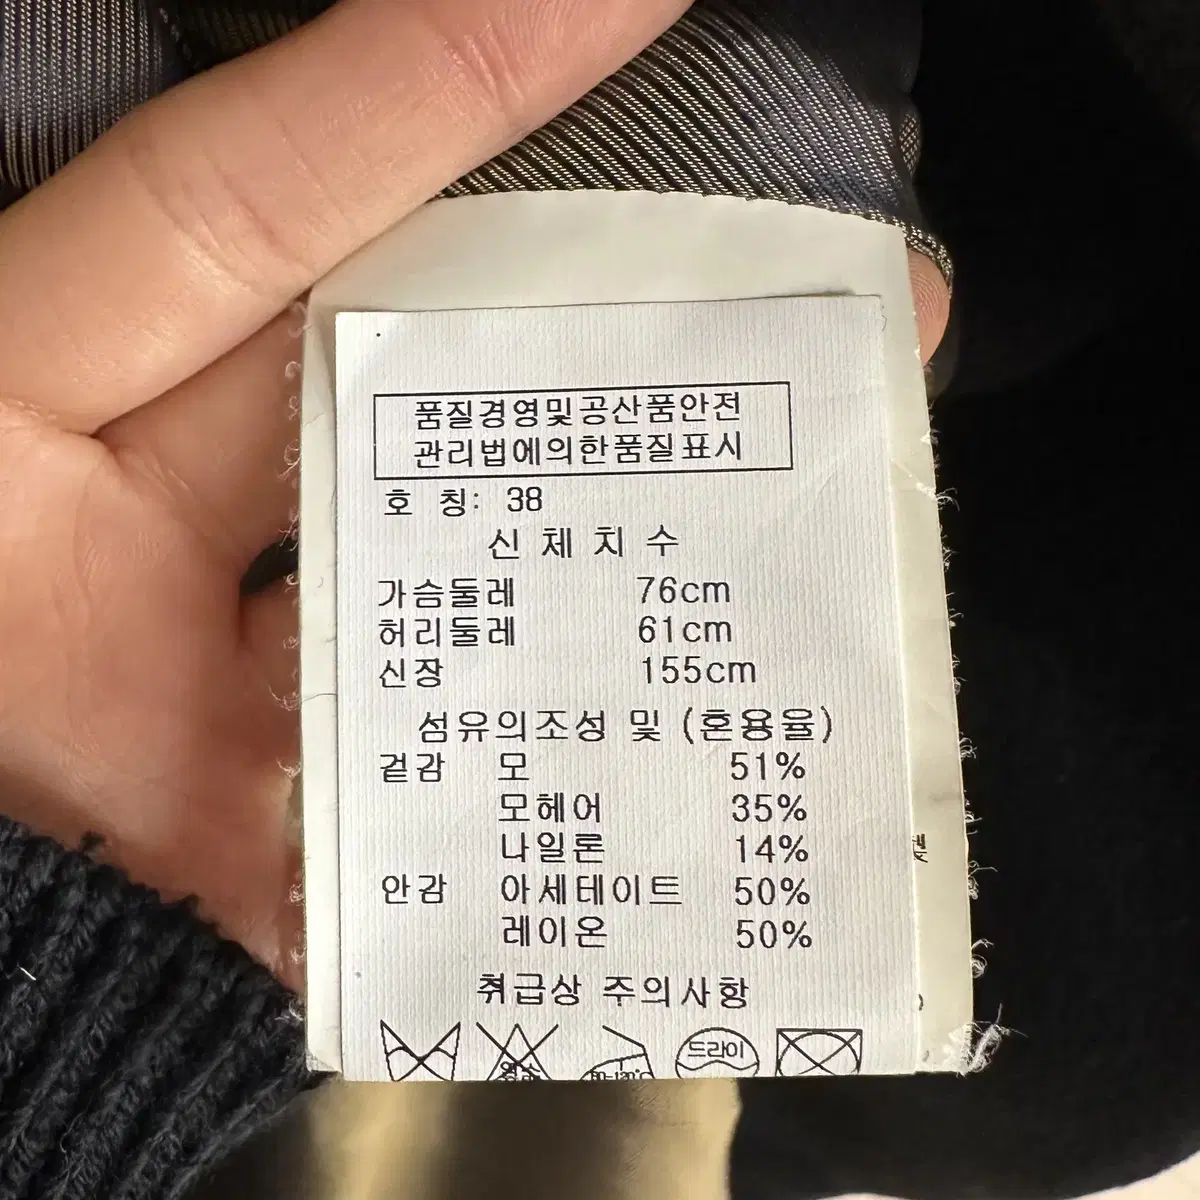 품질경영및공산품안전
관리법에의한품질표시
호 칭: 38
신 체 치 수
가슴둘레 76cm
허리둘레 61cm
신장 155cm
섬유의조성 및 (혼용율)
겉감 모 51%
모헤어 35%
나일론 14%
안감 아세테이트 50%
레이온 50%
취급상 주의사항
드라이